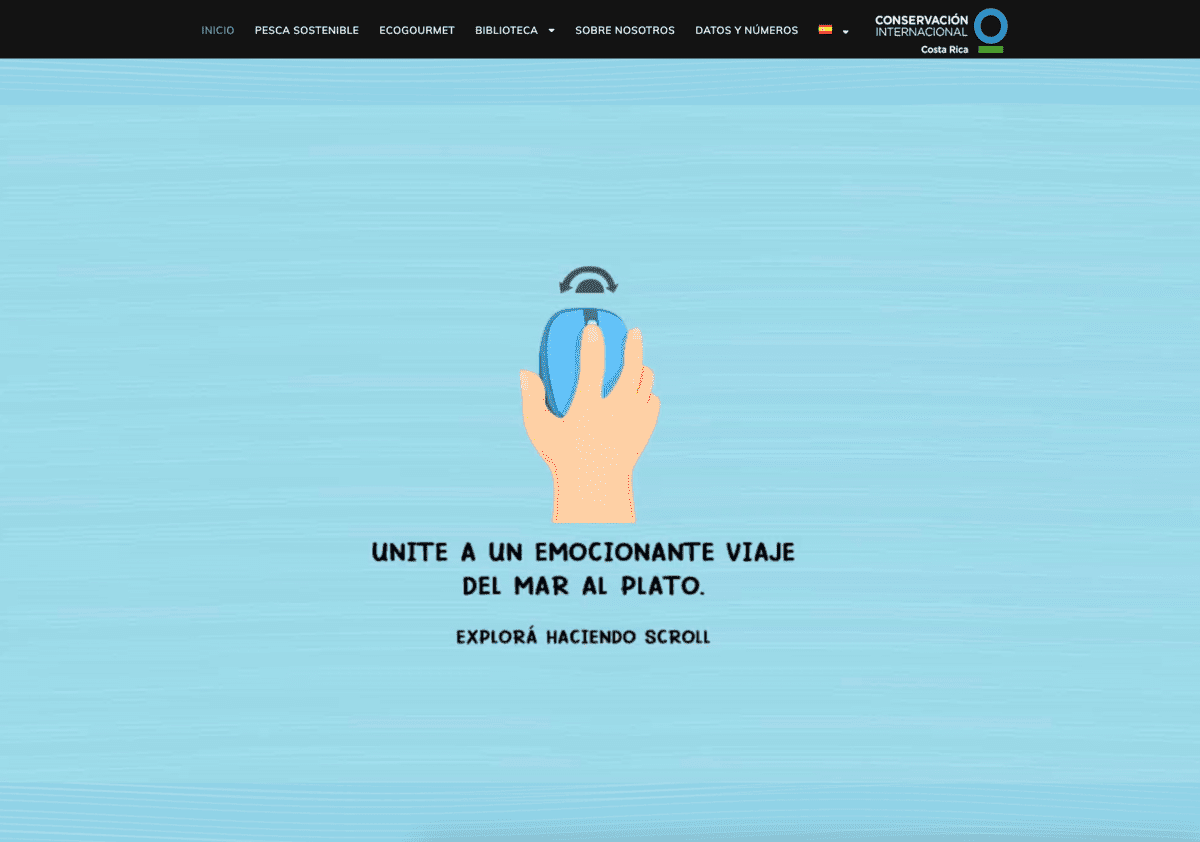 INICIO
PESCA SOSTENIBLE
ECOGOURMET
BIBLIOTECA
SOBRE NOSOTROS
DATOS Y NÚMEROS
CONSERVACIÓN
INTERNACIONAL
Costa Rica
UNITE A UN EMOCIONANTE VIAJE
DEL MAR AL PLATO.
EXPLORÁ HACIENDO SCROLL